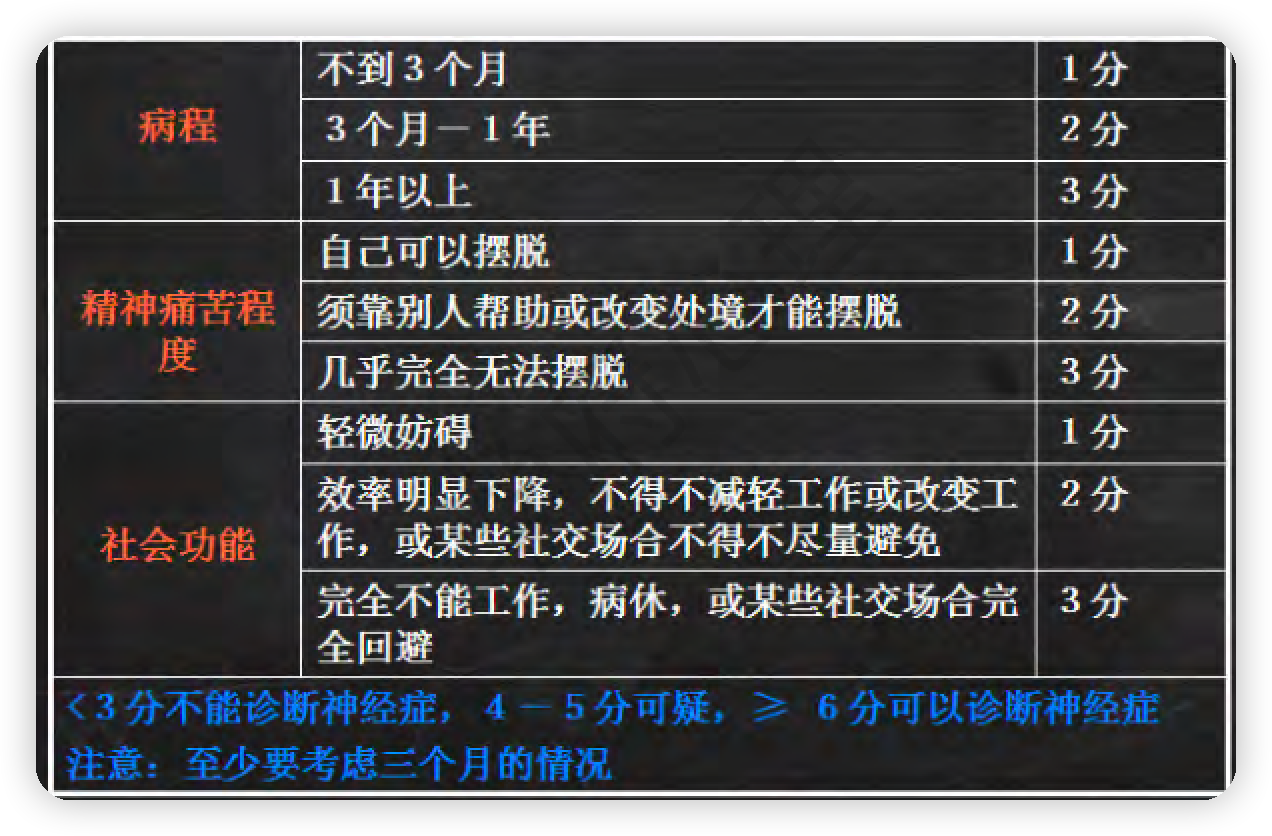 病程
不到3个月 1分
3个月－1年 2分
1年以上 3分
精神痛苦程
度
自己可以摆脱 1分
须靠别人帮助或改变处境才能摆脱 2分
几乎完全无法摆脱 3分
社会功能
轻微妨碍 1分
效率明显下降，不得不减轻工作或改变工 2分
作，或某些社交场合不得不尽量避免
完全不能工作，病休，或某些社交场合完 3分
全回避
<3分不能诊断神经症，4－5分可疑，≥ 6分可以诊断神经症
注意：至少要考虑三个月的情况